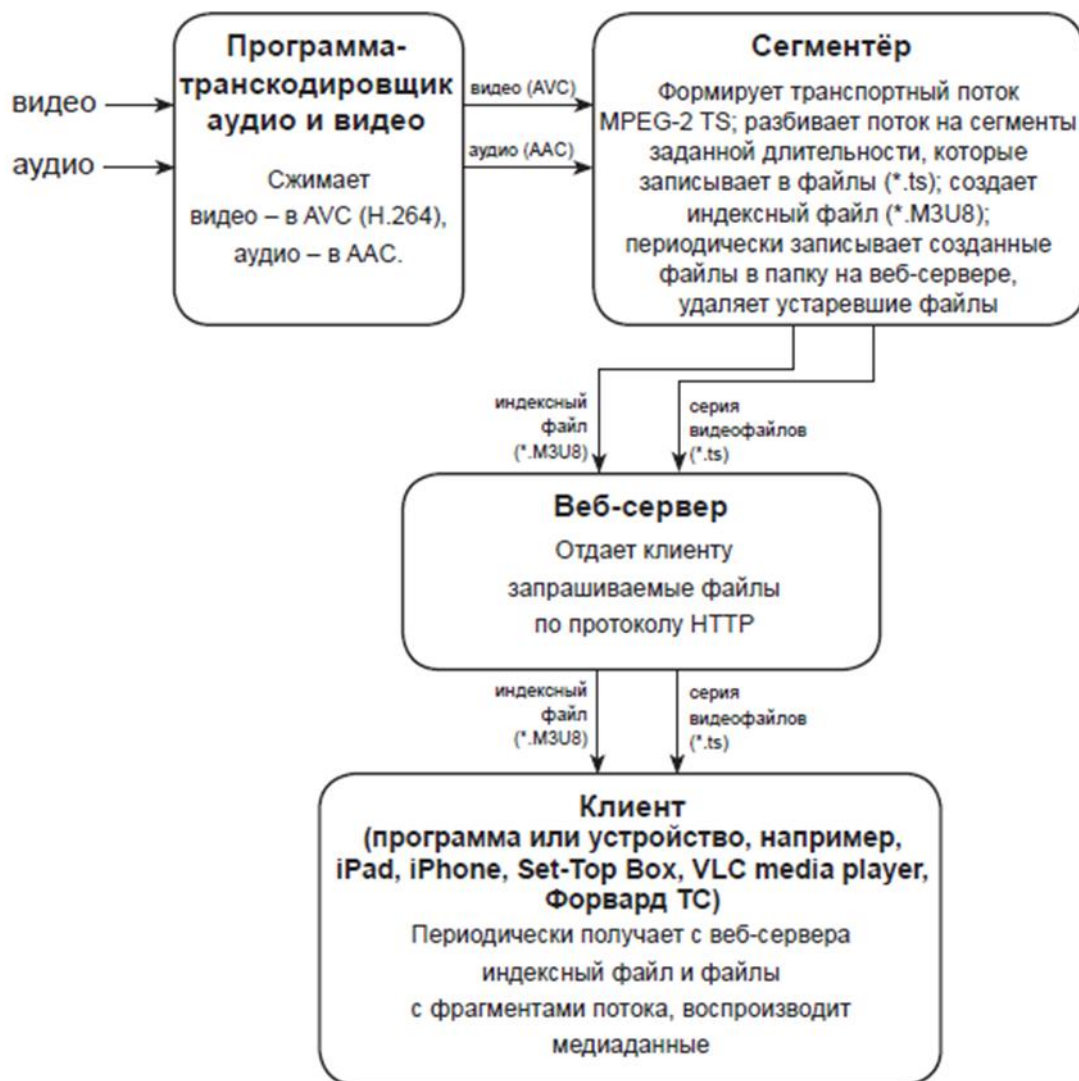 Программа-
транскодировщик
аудио и видео
Сжимает
видео – в AVC (H.264),
аудио – в AAC.
видео
аудио
видео (AVC)
аудио (AAC)
Сегментёр
Формирует транспортный поток
MPEG-2 TS; разбивает поток на сегменты
заданной длительности, которые
записывает в файлы (*.ts); создает
индексный файл (*.M3U8);
периодически записывает созданные
файлы в папку на веб-сервере,
удаляет устаревшие файлы
индексный
файл
(*.M3U8)
серия
видеофайлов
(*.ts)
Веб-сервер
Отдает клиенту
запрашиваемые файлы
по протоколу HTTP
индексный
файл
(*.M3U8)
серия
видеофайлов
(*.ts)
Клиент
(программа или устройство, например,
iPad, iPhone, Set-Top Box, VLC media player,
Форвард ТС)
Периодически получает с веб-сервера
индексный файл и файлы
с фрагментами потока, воспроизводит
медиаданные